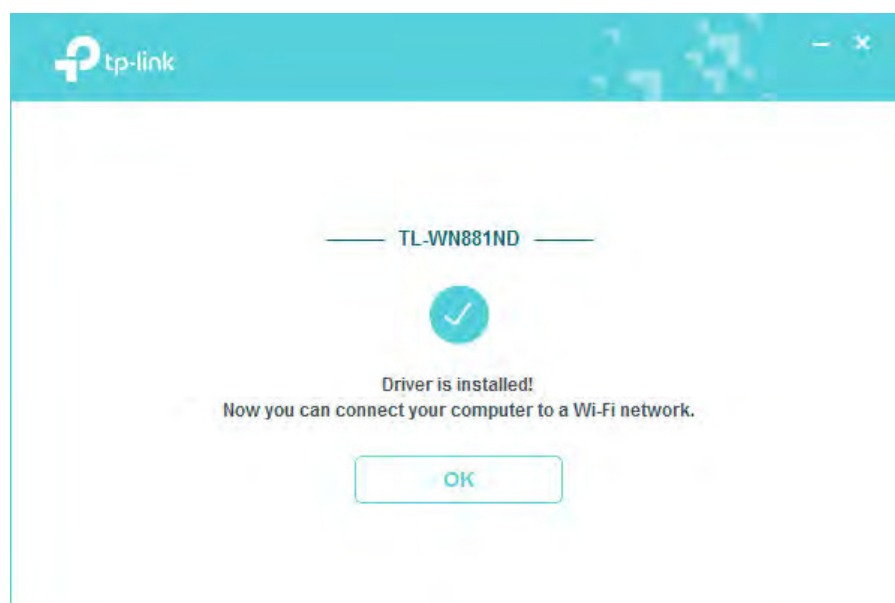 tp-link
TL-WN881ND
Driver is installed!
Now you can connect your computer to a Wi-Fi network.
OK